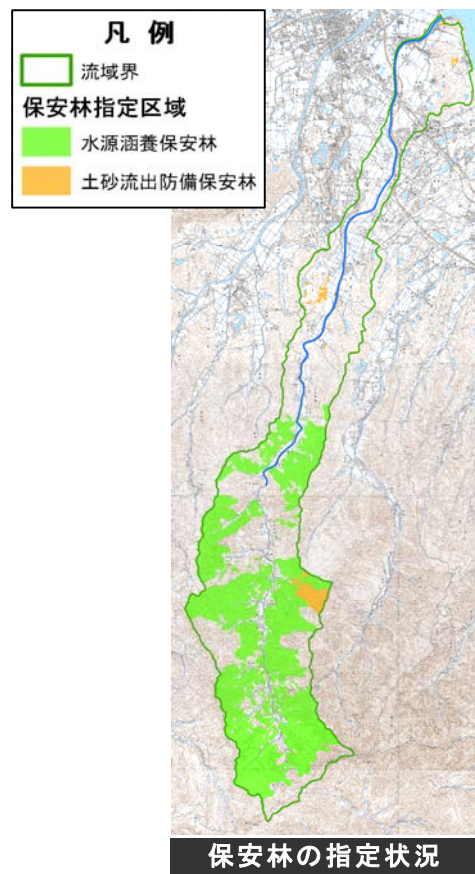 凡 例
流域界
保安林指定区域
水源涵養保安林
土砂流出防備保安林
保安林の指定状況